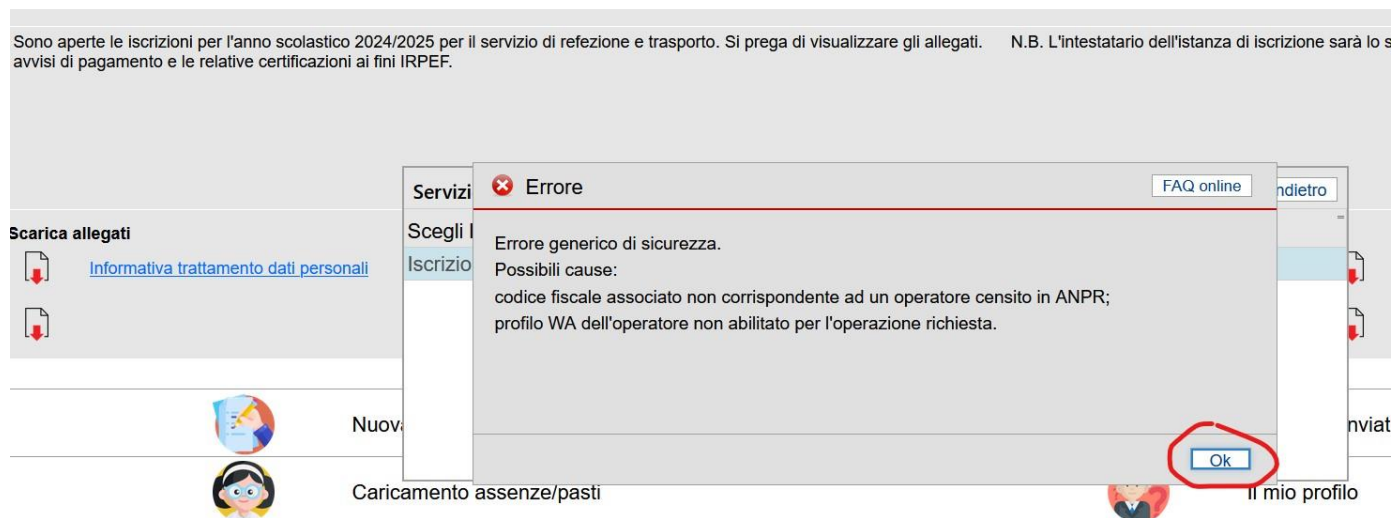 Sono aperte le iscrizioni per l'anno scolastico 2024/2025 per il servizio di refezione e trasporto. Si prega di visualizzare gli allegati. N.B. L'intestatario dell'istanza di iscrizione sarà lo s
avvisi di pagamento e le relative certificazioni ai fini IRPEF.
Servizi
Errore
FAQ online
ndietro
Scarica allegati
Scegli l
Informativa trattamento dati personali
Iscrizio
Errore generico di sicurezza.
Possibili cause:
codice fiscale associato non corrispondente ad un operatore censito in ANPR;
profilo WA dell'operatore non abilitato per l'operazione richiesta.
Nuov
nviat
Ok
Caricamento assenze/pasti
Il mio profilo